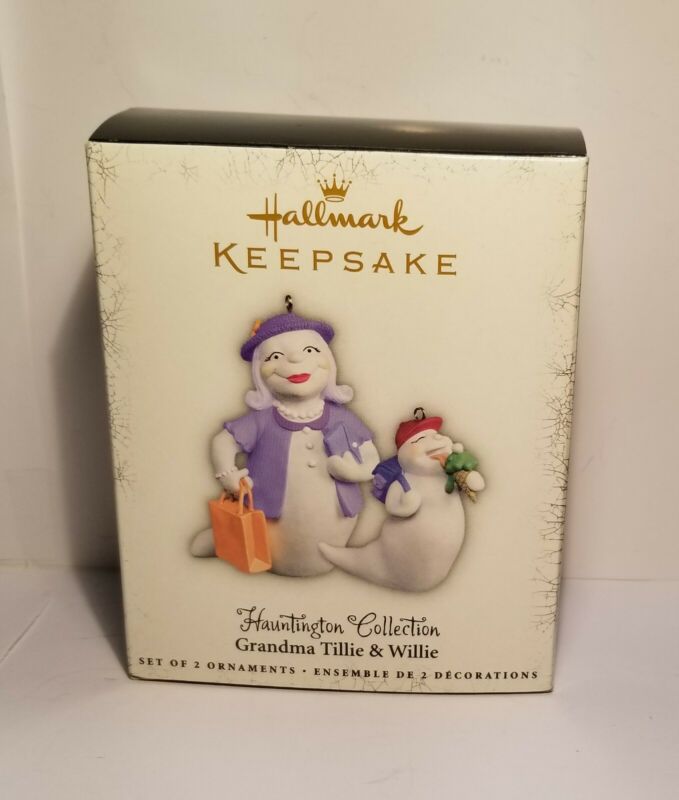 Hallmark
KEEPSAKE
Hauntington Collection
Grandma Tillie & Willie
SET OF 2 ORNAMENTS • ENSEMBLE DE 2 DÉCORATIONS